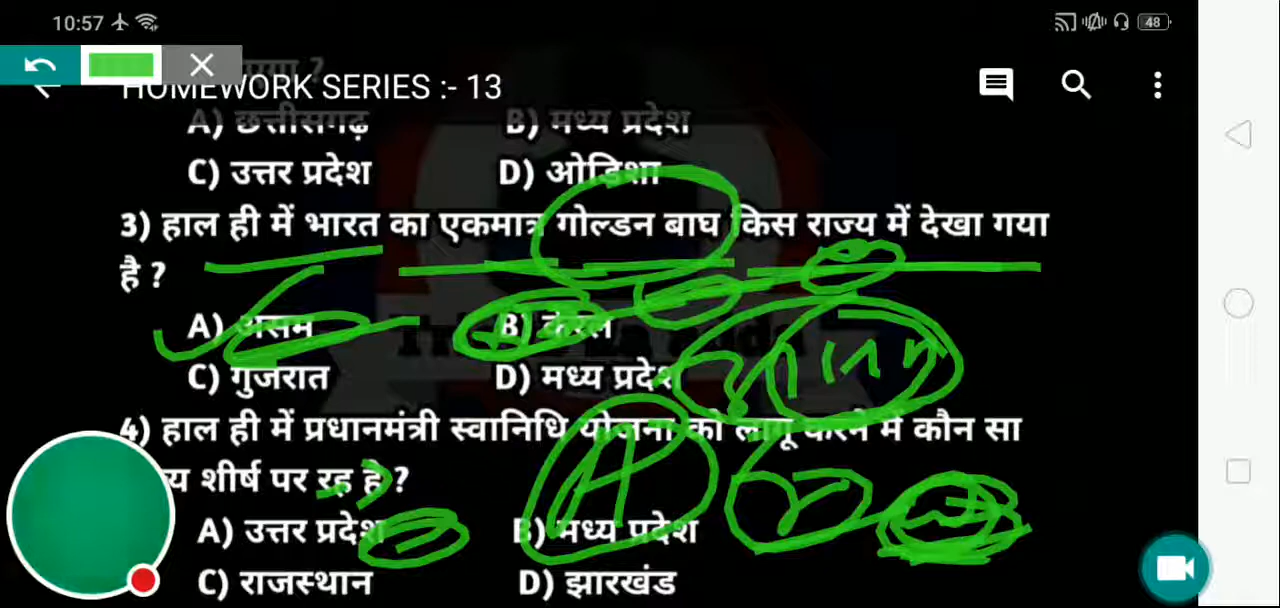 10:57
48
HOMEWORK SERIES :- 13
A) छत्तीसगढ़ B) मध्य प्रदेश
C) उत्तर प्रदेश D) ओडिशा
3) हाल ही में भारत का एकमात्र गोल्डन बाघ किस राज्य में देखा गया
है ?
A) असम B) केरल
C) गुजरात D) मध्य प्रदेश
4) हाल ही में प्रधानमंत्री स्वानिधि योजना को लागू करने में कौन सा
य शीर्ष पर रह है ?
A) उत्तर प्रदेश B) मध्य प्रदेश
C) राजस्थान D) झारखंड